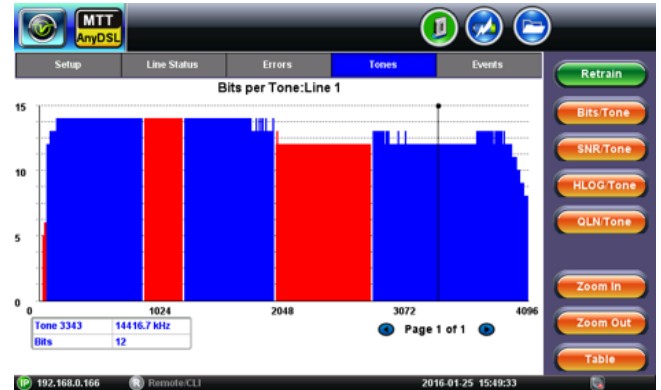 MTT
AnyDSL
Setup Line Status Errors Tones Events
Bits per Tone:Line 1
15
10
5
0
0 1024 2048 3072 4096
Tone 3343 14416.7 kHz
Bits 12
Page 1 of 1
Retrain
Bits/Tone
SNR/Tone
HLOG/Tone
QLN/Tone
Zoom In
Zoom Out
Table
IP 192.168.0.166 R Remote/CLI 2016-01-25 15:49:33